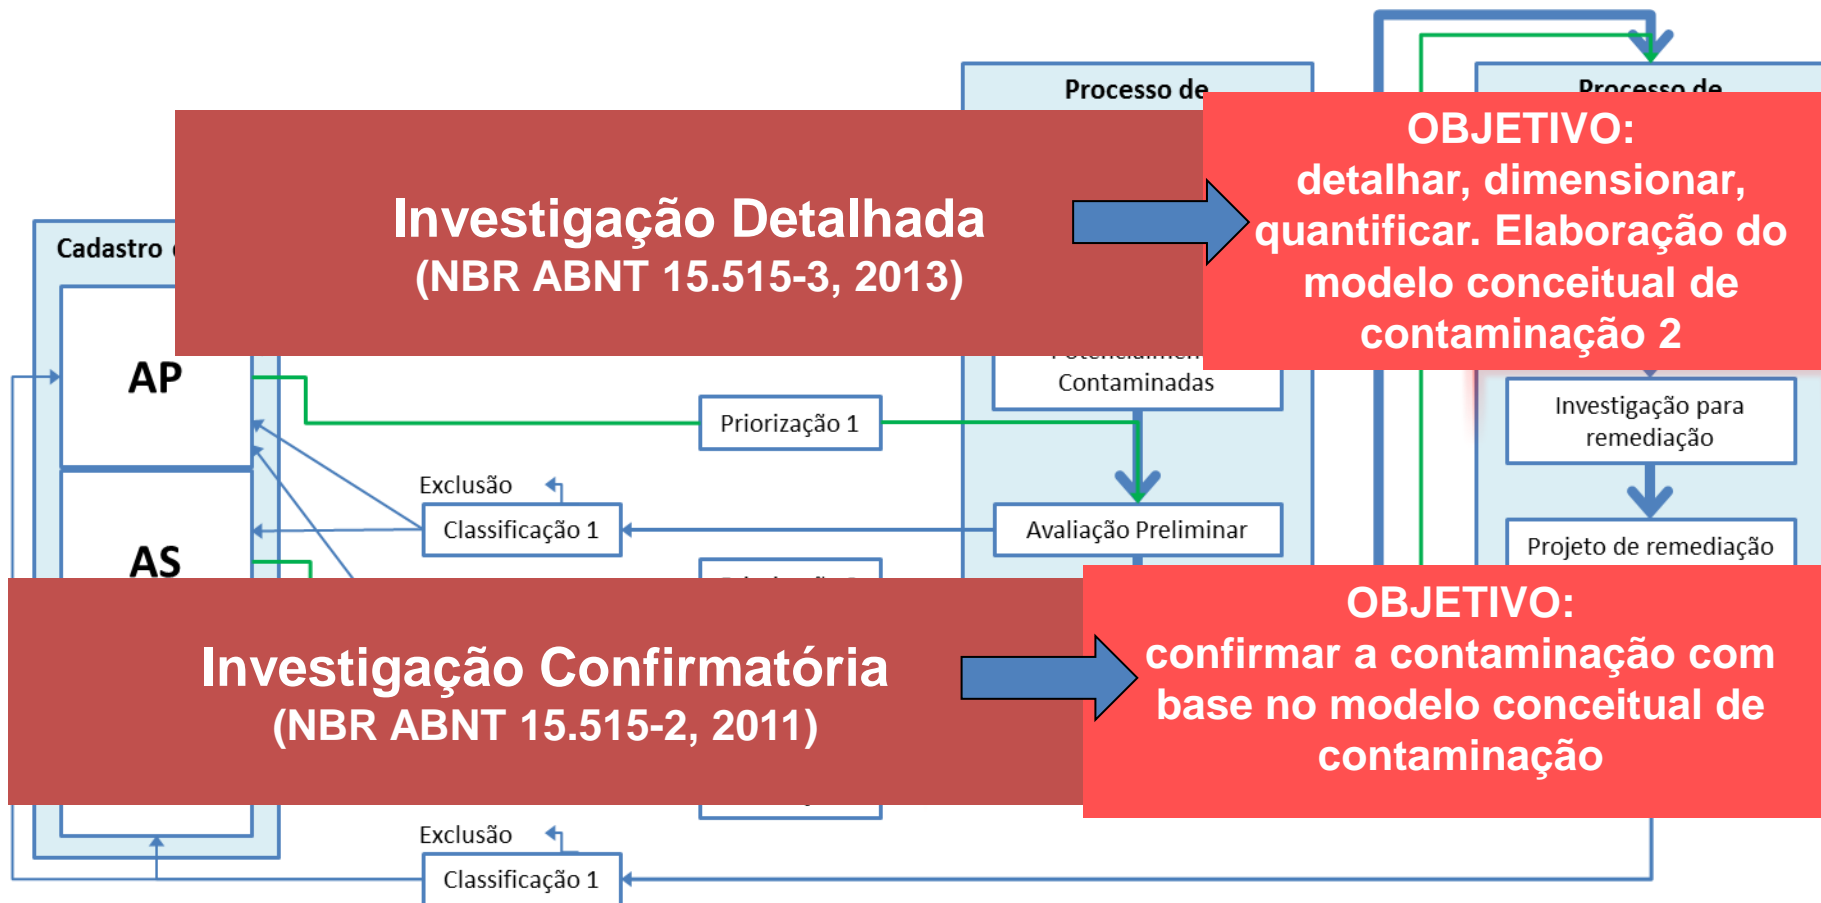 Processo de
Processo de
OBJETIVO:
detalhar, dimensionar,
quantificar. Elaboração do
modelo conceitual de
contaminação 2
Investigação Detalhada
(NBR ABNT 15.515-3, 2013)
Cadastro
AP
Contaminadas
Priorização 1
Investigação para
remediação
Exclusão
Classificação 1
Avaliação Preliminar
Projeto de remediação
AS
OBJETIVO:
confirmar a contaminação com
base no modelo conceitual de
contaminação
Investigação Confirmatória
(NBR ABNT 15.515-2, 2011)
Exclusão
Classificação 1